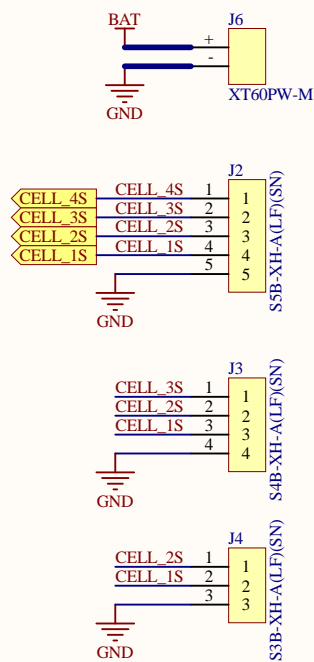 BAT
J6
+
-
XT60PW-M
GND
J2
CELL_4S CELL_4S 1 1
CELL_3S CELL_3S 2 2
CELL_2S CELL_2S 3 3
CELL_1S CELL_1S 4 4
5 5
S5B-XH-A(LF)(SN)
GND
J3
CELL_3S 1 1
CELL_2S 2 2
CELL_1S 3 3
4 4
S4B-XH-A(LF)(SN)
GND
J4
CELL_2S 1 1
CELL_1S 2 2
3 3
S3B-XH-A(LF)(SN)
GND